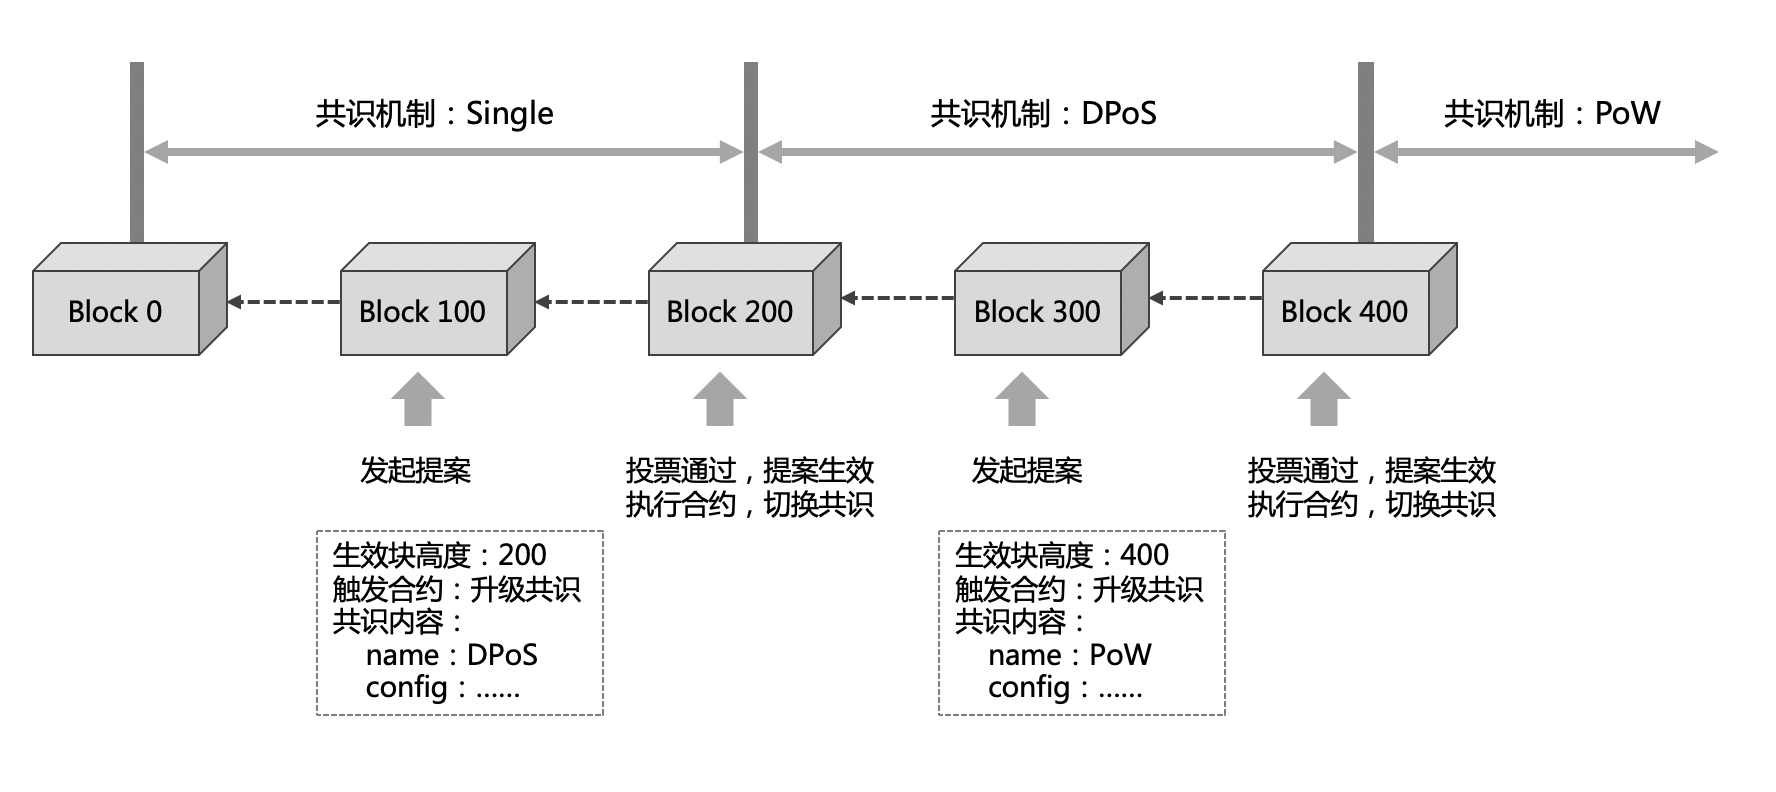 共识机制：Single
共识机制：DPoS
共识机制：PoW
Block 0
Block 100
Block 200
Block 300
Block 400
发起提案
投票通过，提案生效
执行合约，切换共识
发起提案
投票通过，提案生效
执行合约，切换共识
生效块高度：200
触发合约：升级共识
共识内容：
name：DPoS
config：......
生效块高度：400
触发合约：升级共识
共识内容：
name：PoW
config：......